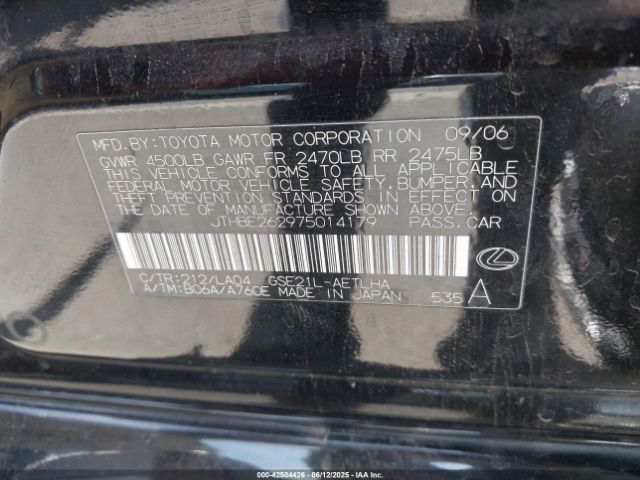 MFD.BY:TOYOTA MOTOR CORPORATION 09/06
GVWR 4500LB GAWR FR 2470LB RR 2475LB
THIS VEHICLE CONFORMS TO ALL APPLICABLE
FEDERAL MOTOR VEHICLE SAFETY,BUMPER,AND
THEFT PREVENTION STANDARDS IN EFFECT ON
THE DATE OF MANUFACTURE SHOWN ABOVE.
JTHBE262975014179 PASS.CAR
C/TR:212/LA04 GSE21L-AETLHA
A/TM:B06A/A760E MADE IN JAPAN 535 A
000-42504426 - 06/12/2025 - IAA Inc.